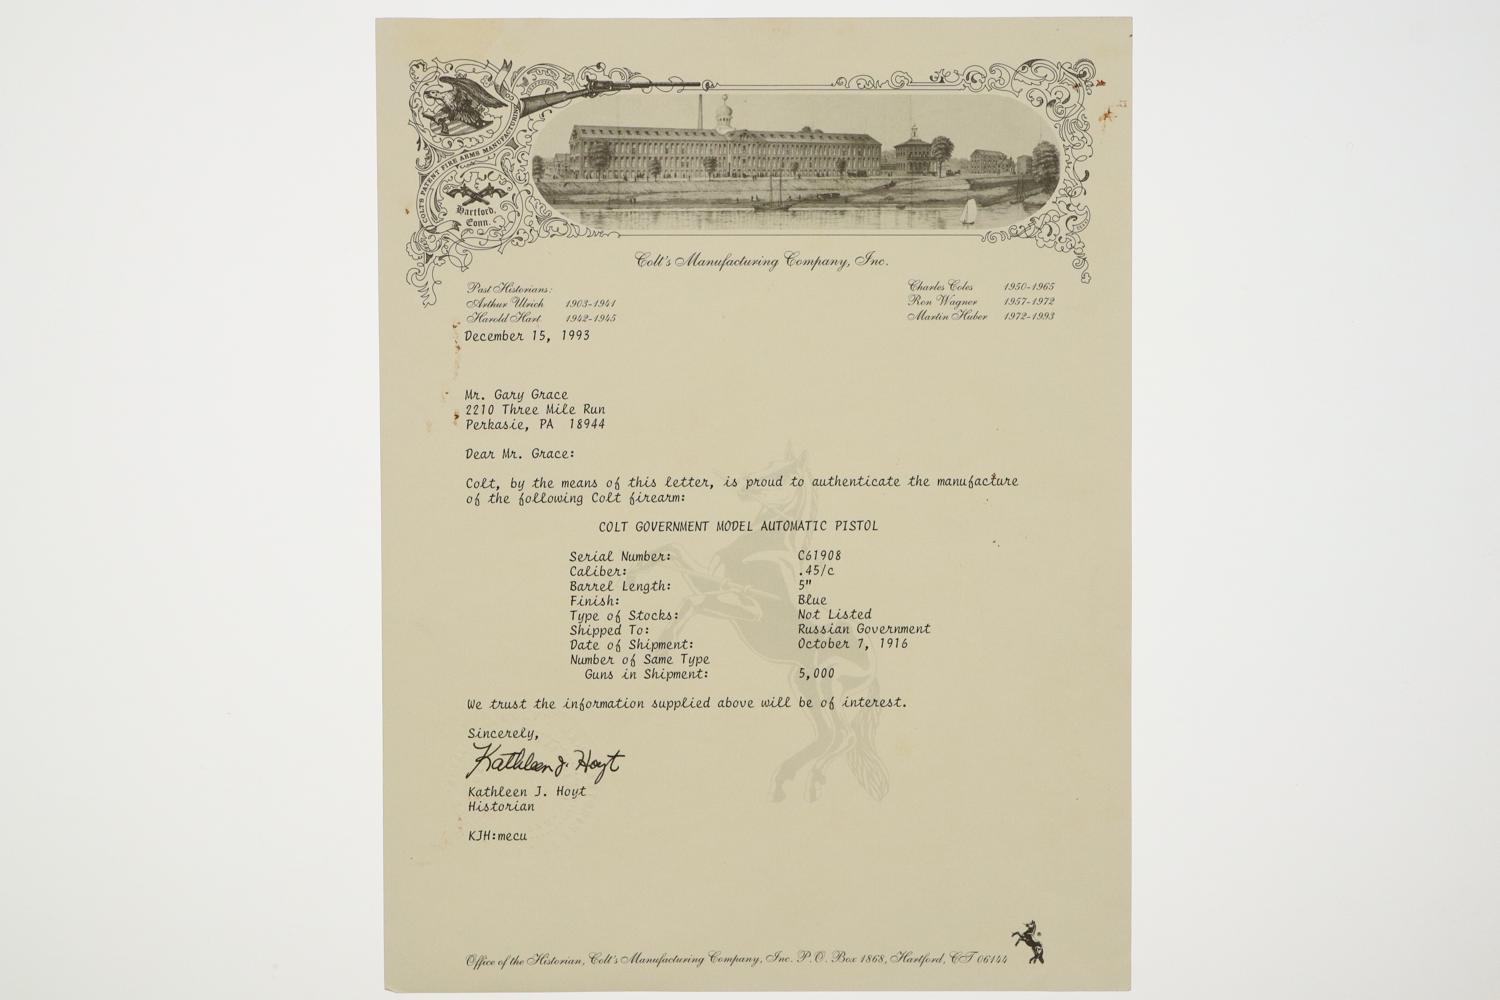 COLT'S PATENT FIRE ARMS MANUFACTURING CO.
Hartford,
Conn.
Colt's Manufacturing Company, Inc.
Past Historians:
Arthur Ulrich 1903-1941
Harold Hart 1942-1945
Charles Coles 1950-1965
Ron Wagner 1957-1972
Martin Huber 1972-1993
December 15, 1993
Mr. Gary Grace
2210 Three Mile Run
Perkasie, PA 18944
Dear Mr. Grace:
Colt, by the means of this letter, is proud to authenticate the manufacture
of the following Colt firearm:
COLT GOVERNMENT MODEL AUTOMATIC PISTOL
Serial Number: C61908
Caliber: .45/c
Barrel Length: 5"
Finish: Blue
Type of Stocks: Not Listed
Shipped To: Russian Government
Date of Shipment: October 7, 1916
Number of Same Type
Guns in Shipment: 5,000
We trust the information supplied above will be of interest.
Sincerely,
Kathleen J. Hoyt
Kathleen J. Hoyt
Historian
KJH:mecu
Office of the Historian, Colt's Manufacturing Company, Inc. P.O. Box 1868, Hartford, CT 06144